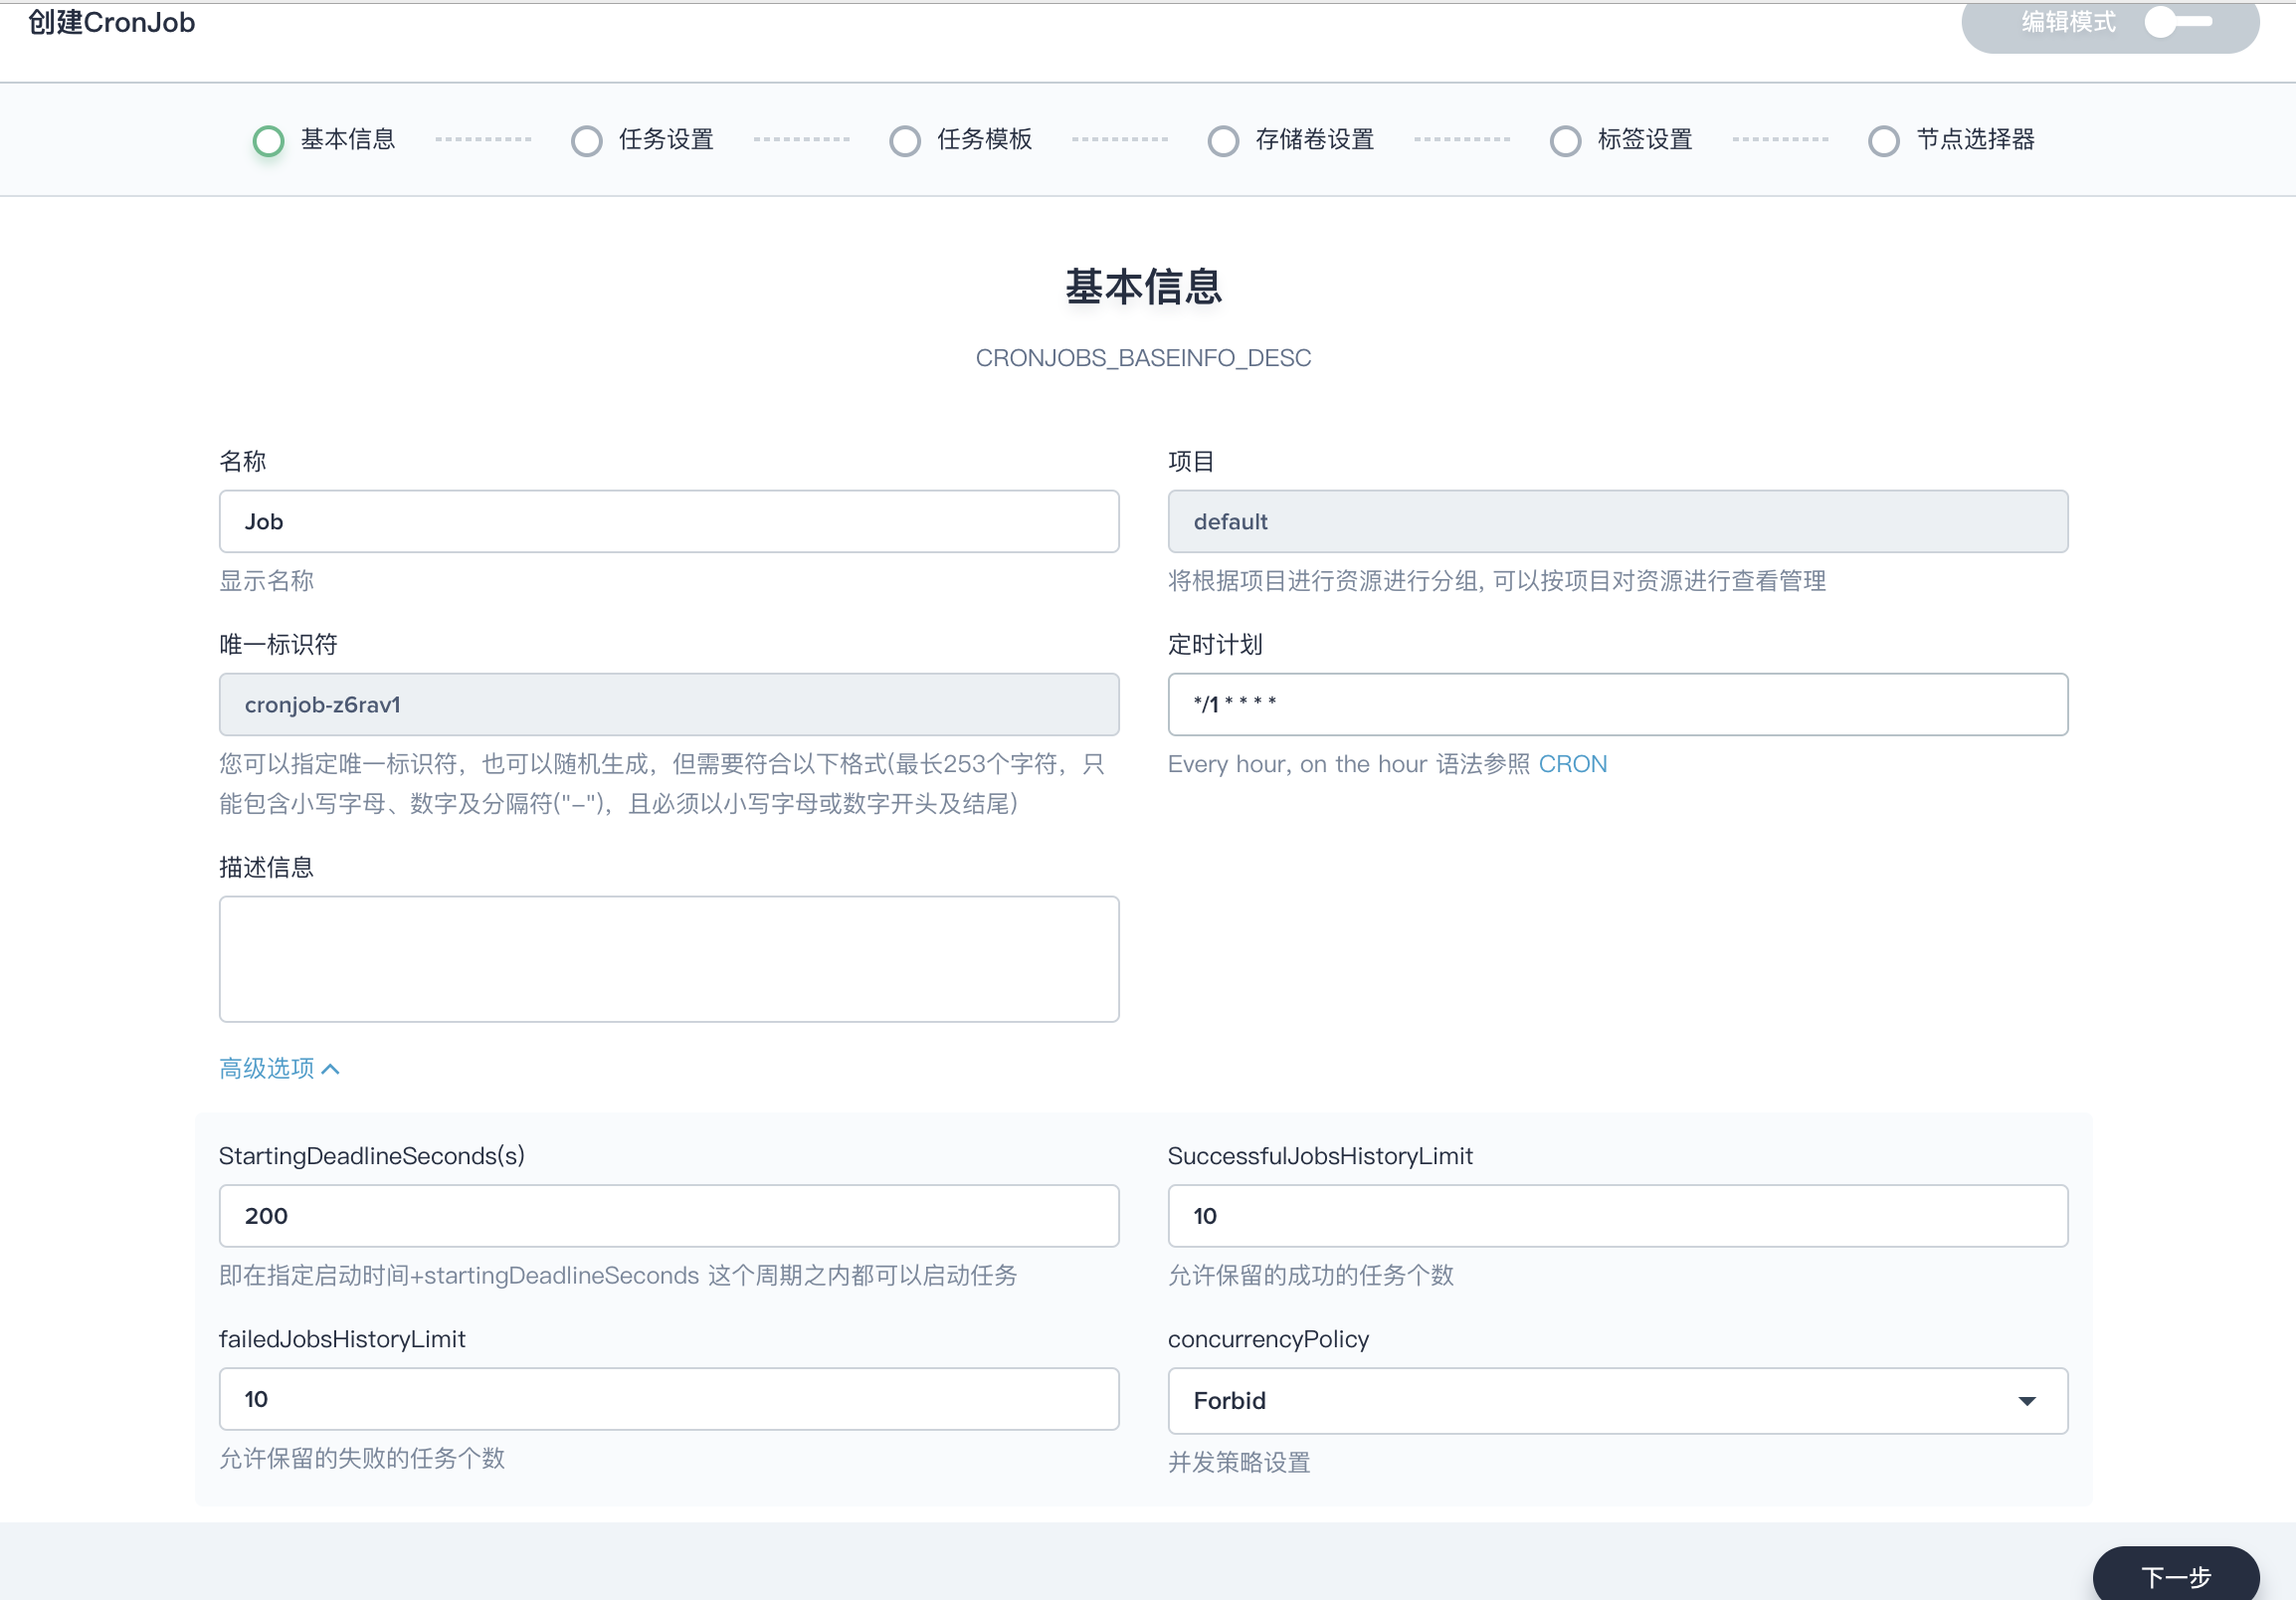 创建CronJob
编辑模式
基本信息
任务设置
任务模板
存储卷设置
标签设置
节点选择器
基本信息
CRONJOBS_BASEINFO_DESC
名称
Job
显示名称
项目
default
将根据项目进行资源进行分组, 可以按项目对资源进行查看管理
唯一标识符
cronjob-z6rav1
您可以指定唯一标识符，也可以随机生成，但需要符合以下格式(最长253个字符，只
能包含小写字母、数字及分隔符("-")，且必须以小写字母或数字开头及结尾)
定时计划
*/1 * * * *
Every hour, on the hour 语法参照 CRON
描述信息
高级选项
StartingDeadlineSeconds(s)
200
即在指定启动时间+startingDeadlineSeconds 这个周期之内都可以启动任务
SuccessfulJobsHistoryLimit
10
允许保留的成功的任务个数
failedJobsHistoryLimit
10
允许保留的失败的任务个数
concurrencyPolicy
Forbid
并发策略设置
下一步